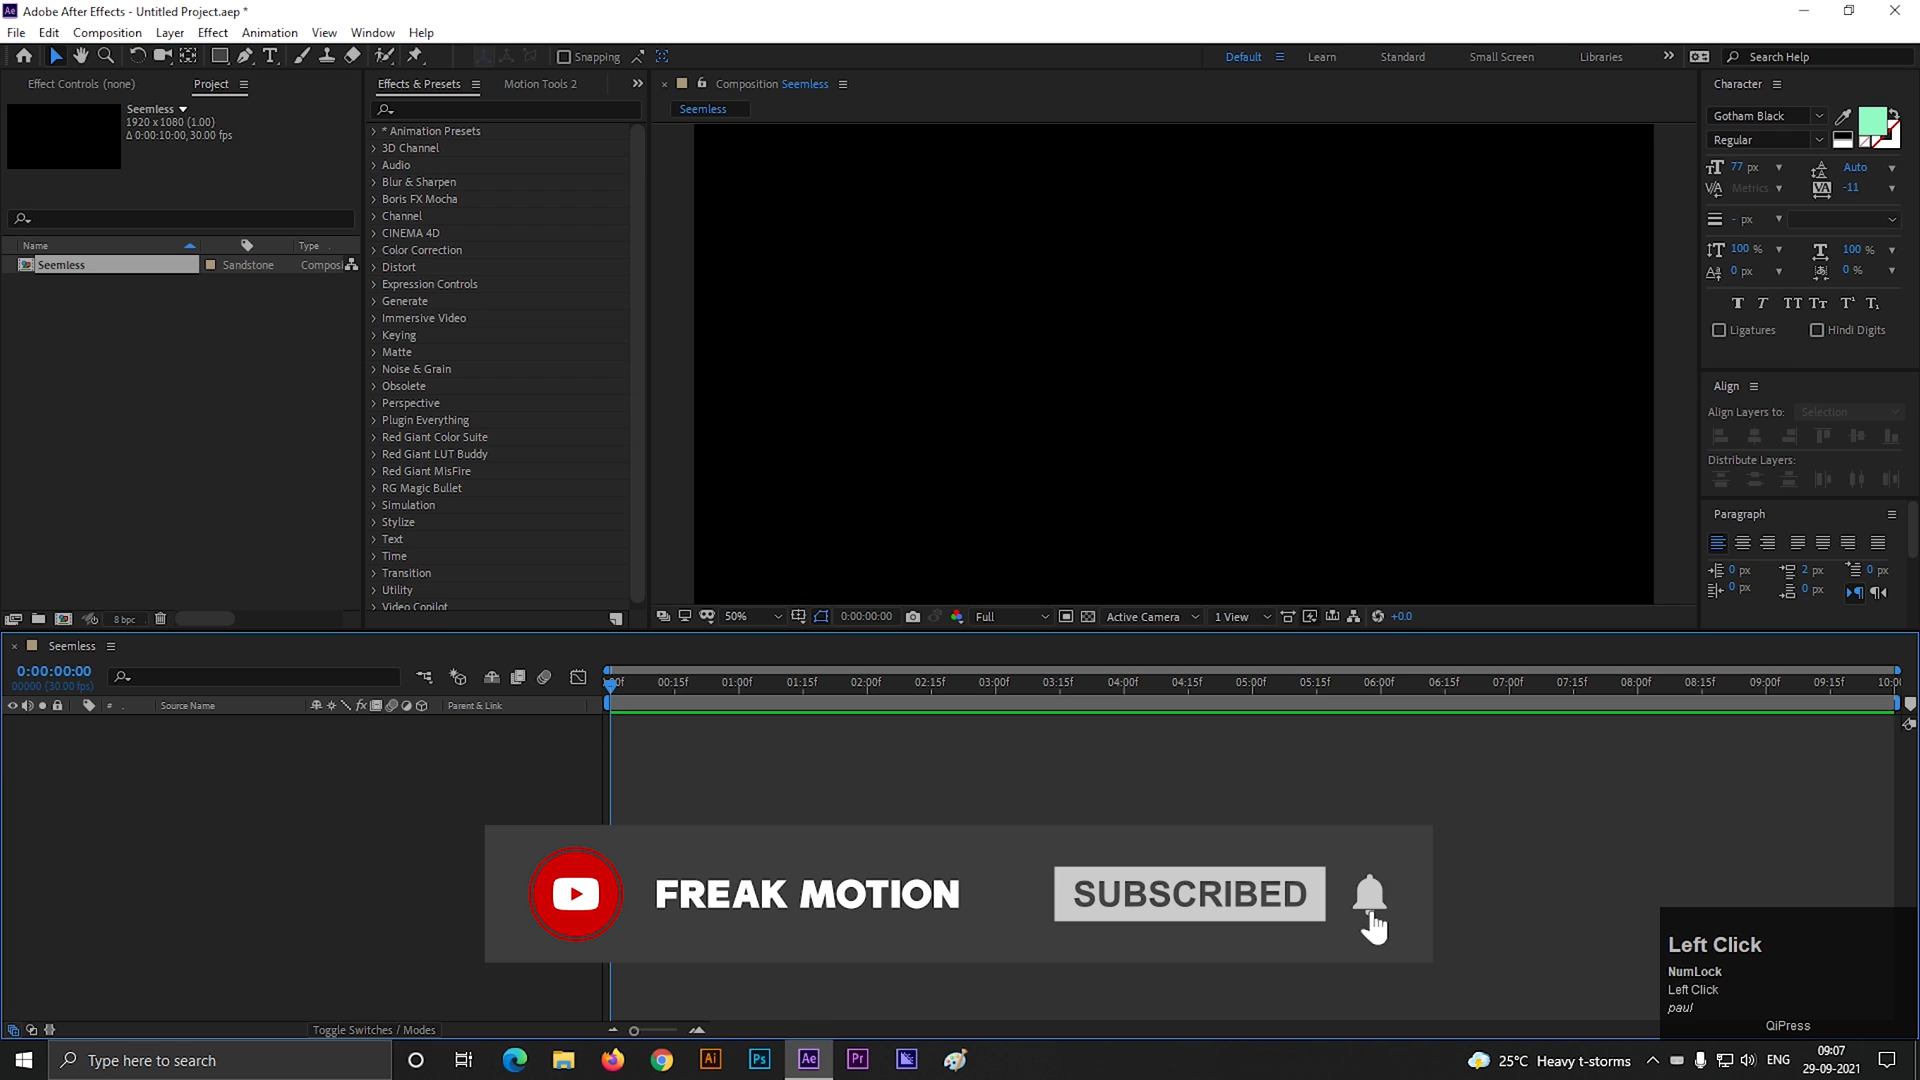 Adobe After Effects - Untitled Project.aep *
File Edit Composition Layer Effect Animation View Window Help
Snapping
Default Learn Standard Small Screen Libraries Search Help
Effect Controls (none) Project
Seemless
1920 x 1080 (1.00)
Δ 0:00:10:00, 30.00 fps
Name Type
Seemless Sandstone Composi
8 bpc
Effects & Presets Motion Tools 2
* Animation Presets
3D Channel
Audio
Blur & Sharpen
Boris FX Mocha
Channel
CINEMA 4D
Color Correction
Distort
Expression Controls
Generate
Immersive Video
Keying
Matte
Noise & Grain
Obsolete
Perspective
Plugin Everything
Red Giant Color Suite
Red Giant LUT Buddy
Red Giant MisFire
RG Magic Bullet
Simulation
Stylize
Text
Time
Transition
Utility
Video Copilot
Composition Seemless
Seemless
50% 0:00:00:00 Full Active Camera 1 View +0.0
Character
Gotham Black
Regular
77 px Auto
Metrics -11
- px
100 % 100 %
0 px 0 %
T T TT Tt T¹ T₁
Ligatures Hindi Digits
Align
Align Layers to: Selection
Distribute Layers:
Paragraph
0 px 2 px 0 px
0 px 0 px
Seemless
0:00:00:00
00000 (30.00 fps)
:00f 00:15f 01:00f 01:15f 02:00f 02:15f 03:00f 03:15f 04:00f 04:15f 05:00f 05:15f 06:00f 06:15f 07:00f 07:15f 08:00f 08:15f 09:00f 09:15f 10:0
# Source Name Parent & Link
FREAK MOTION SUBSCRIBED
Left Click
NumLock
Left Click
paul
QiPress
Toggle Switches / Modes
Type here to search
Ai Ps Ae Pr
25°C Heavy t-storms ENG
09:07
29-09-2021